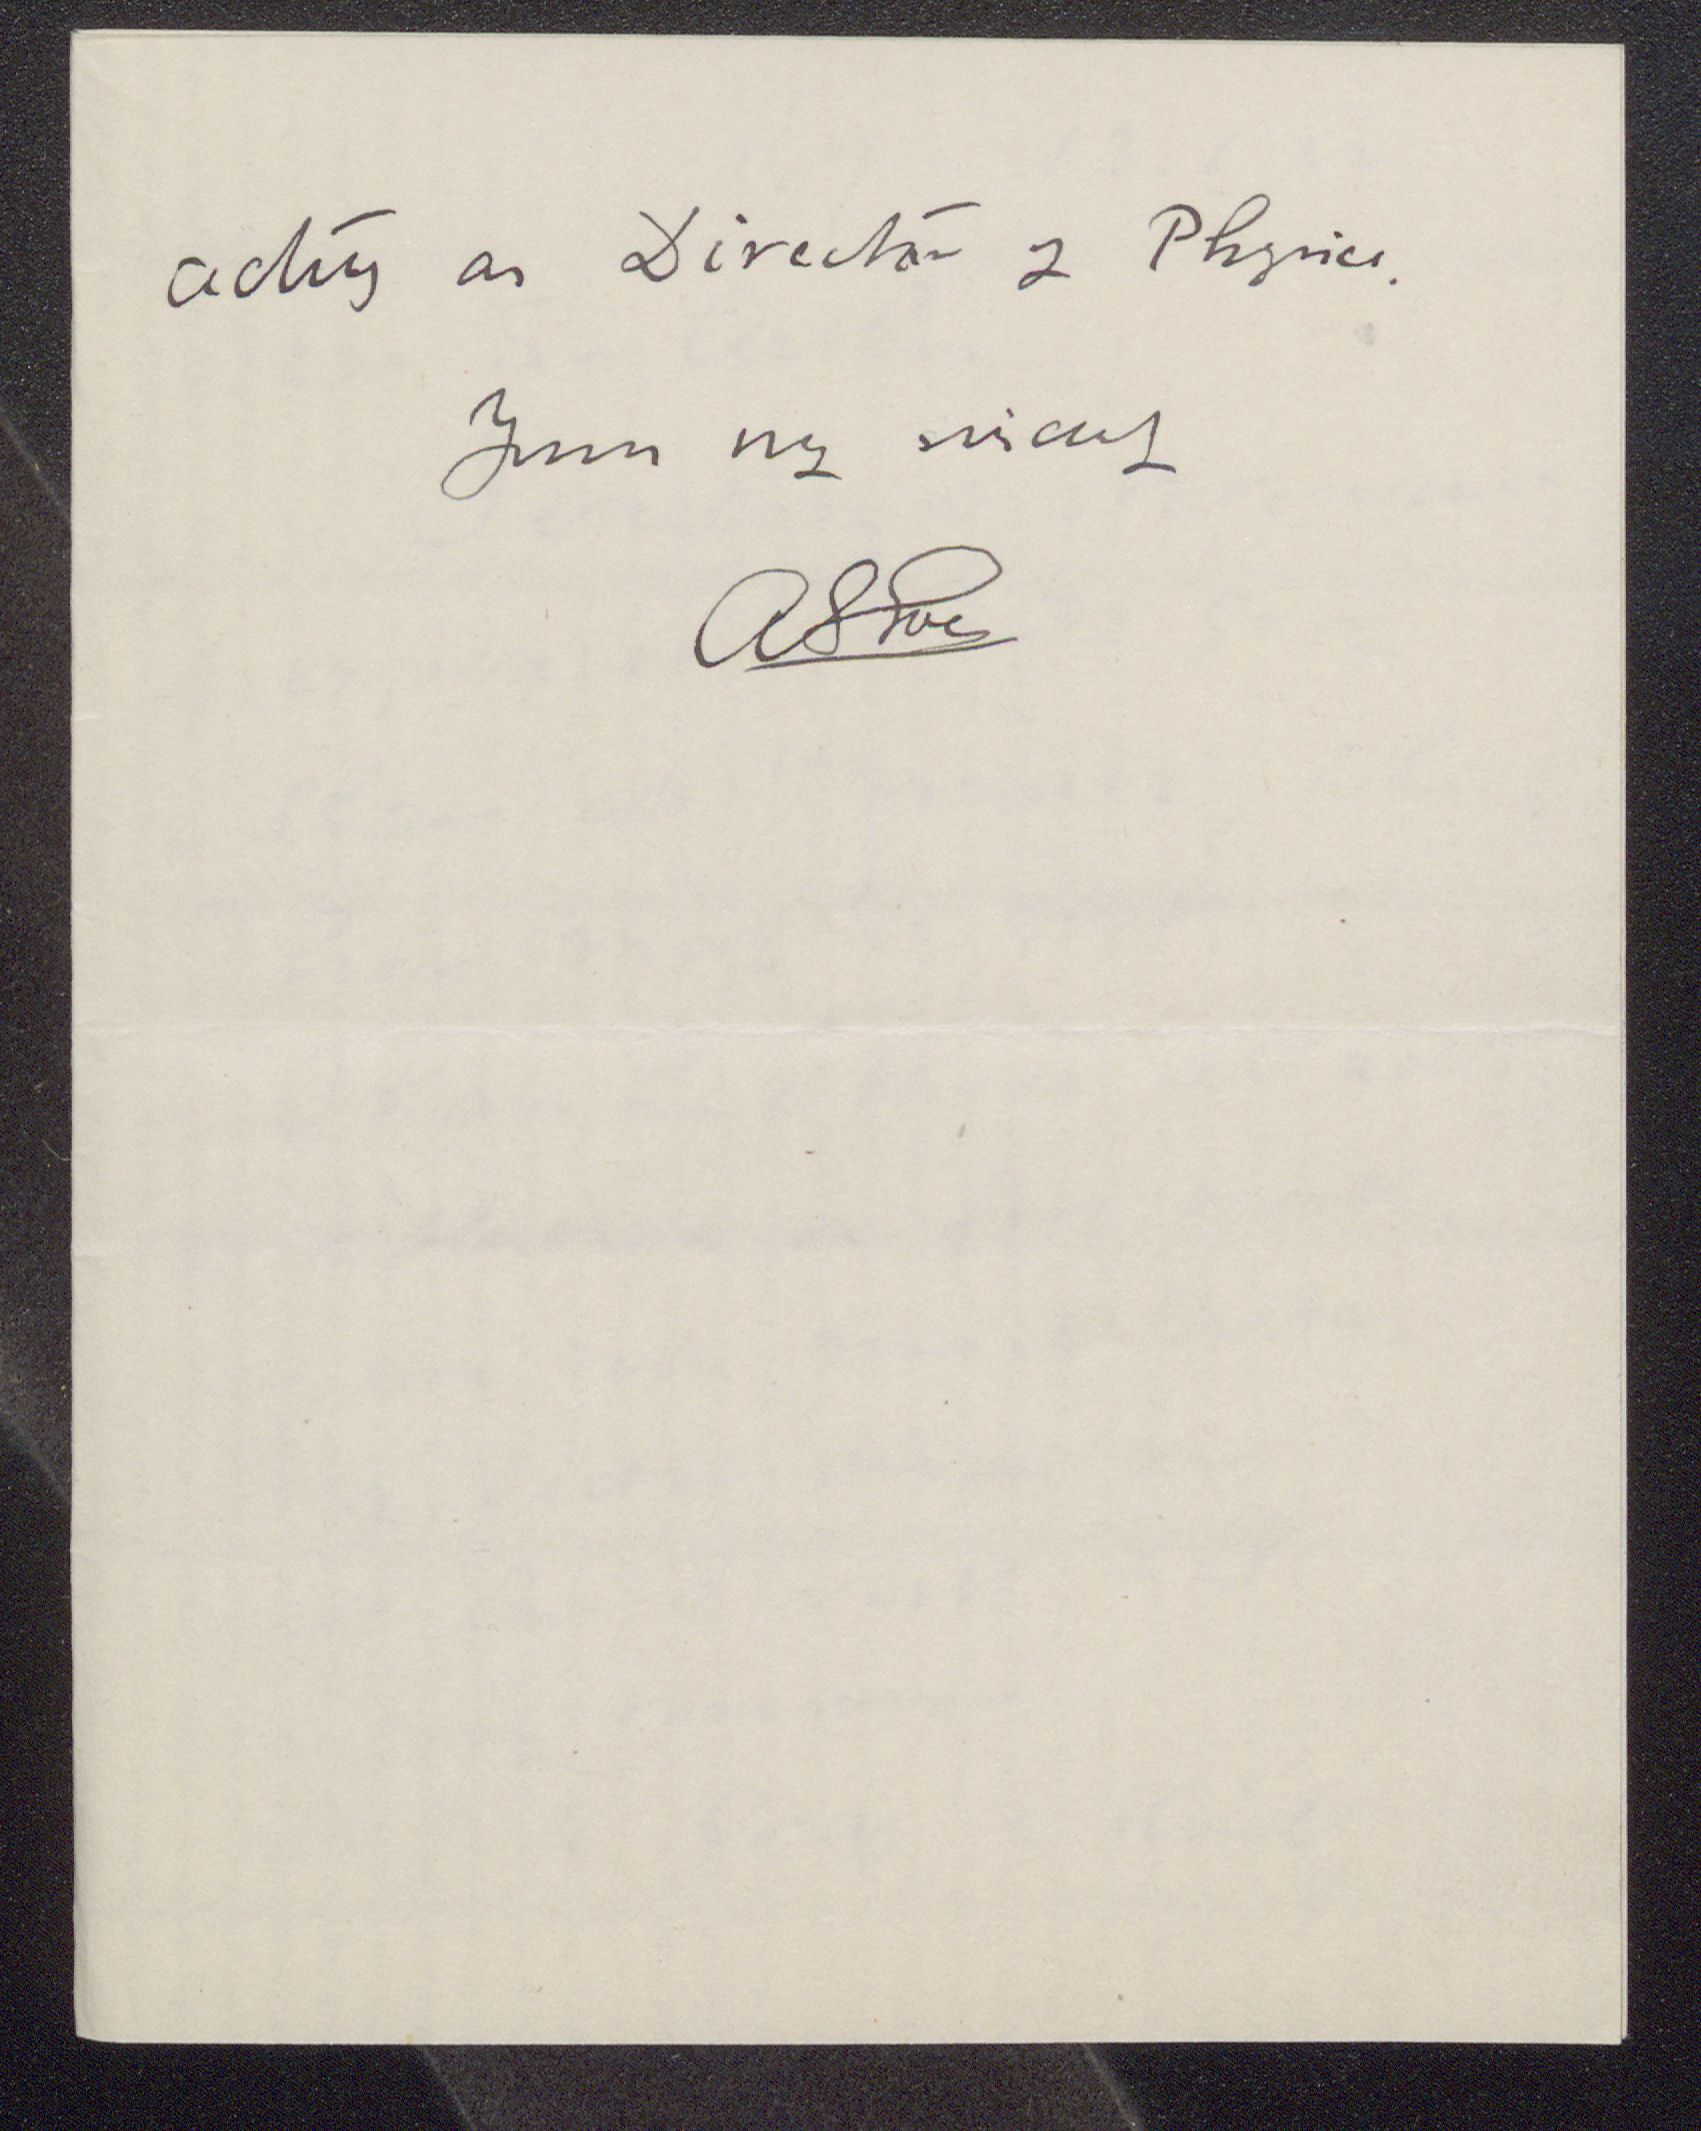 acting as Director of Physics.
Yours very sincerely